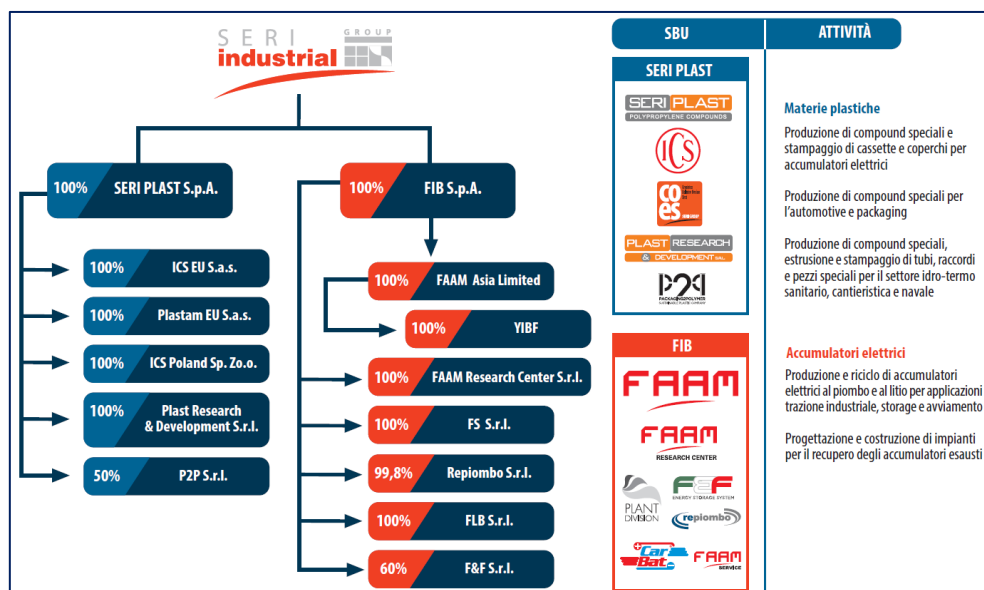 SERI
GROUP
industrial
100%
SERI PLAST S.p.A.
100%
ICS EU S.a.s.
100%
Plastam EU S.a.s.
100%
ICS Poland Sp. Zo.o.
100%
Plast Research
& Development S.r.l.
50%
P2P S.r.l.
100%
FIB S.p.A.
100%
FAAM Asia Limited
100%
YIBF
100%
FAAM Research Center S.r.l.
100%
FS S.r.l.
99,8%
Repiombo S.r.l.
100%
FLB S.r.l.
60%
F&F S.r.l.
SBU
ATTIVITÀ
SERI PLAST
SERI PLAST
POLYPROPYLENE COMPOUNDS
ICS
coes
PLAST RESEARCH
& DEVELOPMENT SRL
P2P
PACKAGING2POLYMER
Materie plastiche
Produzione di compound speciali e
stampaggio di cassette e coperchi per
accumulatori elettrici
Produzione di compound speciali per
l'automotive e packaging
Produzione di compound speciali,
estrusione e stampaggio di tubi, raccordi
e pezzi speciali per il settore idro-termo
sanitario, cantieristica e navale
FIB
FAAM
FAAM
RESEARCH CENTER
PLANT
DIVISION
F&F
ENERGY STORAGE SYSTEM
repiombo
Car
Bat
FAAM
SERVICE
Accumulatori elettrici
Produzione e riciclo di accumulatori
elettrici al piombo e al litio per applicazioni
trazione industriale, storage e avviamento
Progettazione e costruzione di impianti
per il recupero degli accumulatori esausti